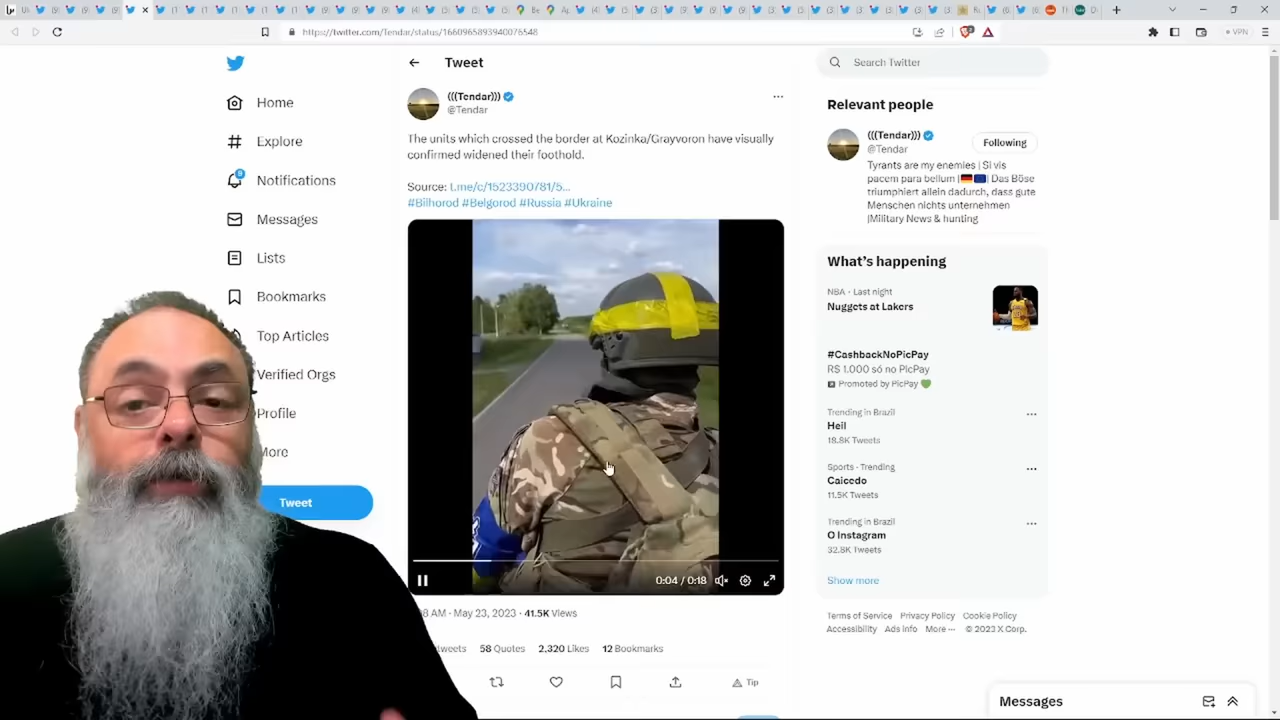 https://twitter.com/Tendar/status/1660965893940076548
VPN
Home
Explore
Notifications
Messages
Lists
Bookmarks
Top Articles
Verified Orgs
Profile
More
Tweet
Tweet
(((Tendar)))
@Tendar
The units which crossed the border at Kozinka/Grayvoron have visually
confirmed widened their foothold.
Source: t.me/c/1523390781/5…
#Bilhorod #Belgorod #Russia #Ukraine
0:04 / 0:18
AM · May 23, 2023 · 41.5K Views
58 Quotes 2,320 Likes 12 Bookmarks
Tip
Search Twitter
Relevant people
(((Tendar)))
@Tendar
Following
Tyrants are my enemies | Si vis
pacem para bellum | Das Böse
triumphiert allein dadurch, dass gute
Menschen nichts unternehmen
|Military News & hunting
What's happening
NBA · Last night
Nuggets at Lakers
#CashbackNoPicPay
R$ 1.000 só no PicPay
Promoted by PicPay
Trending in Brazil
Heil
18.8K Tweets
Sports · Trending
Caicedo
11.5K Tweets
Trending in Brazil
O Instagram
32.8K Tweets
Show more
Terms of Service Privacy Policy Cookie Policy
Accessibility Ads info More ··· © 2023 X Corp.
Messages